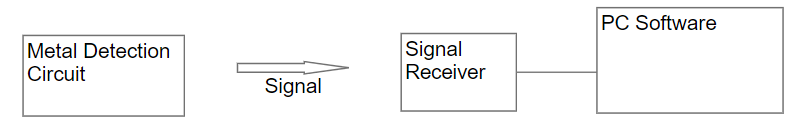 Metal Detection
Circuit
Signal
Signal
Receiver
PC Software